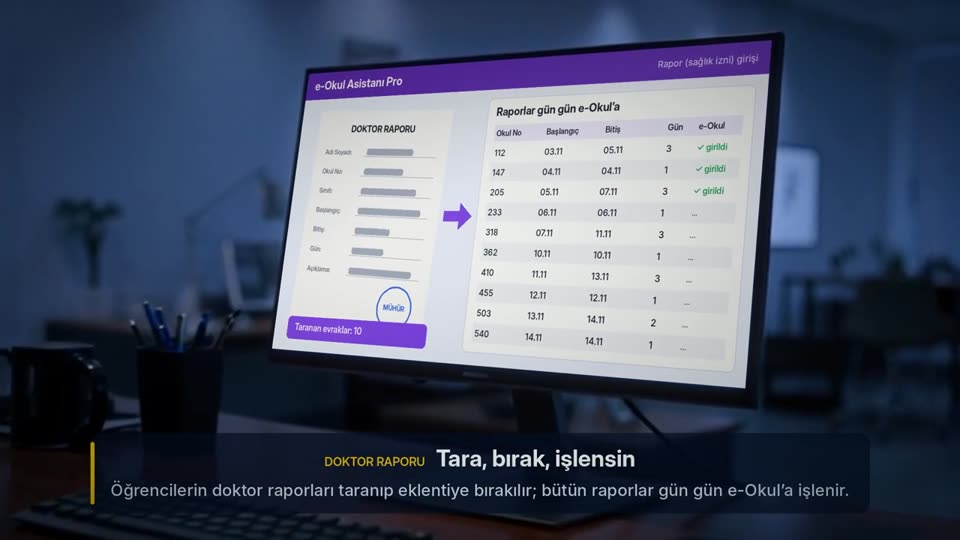 e-Okul Asistanı Pro
Rapor (sağlık izni) girişi
DOKTOR RAPORU
Adı Soyadı:
Okul No:
Sınıfı:
Başlangıç:
Bitiş:
Gün:
Açıklama:
MÜHÜR
Taranan evraklar: 10
Raporlar gün gün e-Okul'a
Okul No Başlangıç Bitiş Gün e-Okul
112 03.11 05.11 3 ✓ girildi
147 04.11 04.11 1 ✓ girildi
205 05.11 07.11 3 ✓ girildi
233 06.11 06.11 1 ...
318 07.11 11.11 3 ...
362 10.11 10.11 1 ...
410 11.11 13.11 3 ...
455 12.11 12.11 1 ...
503 13.11 14.11 2 ...
540 14.11 14.11 1 ...
DOKTOR RAPORU Tara, bırak, işlensin
Öğrencilerin doktor raporları taranıp eklentiye bırakılır; bütün raporlar gün gün e-Okul'a işlenir.